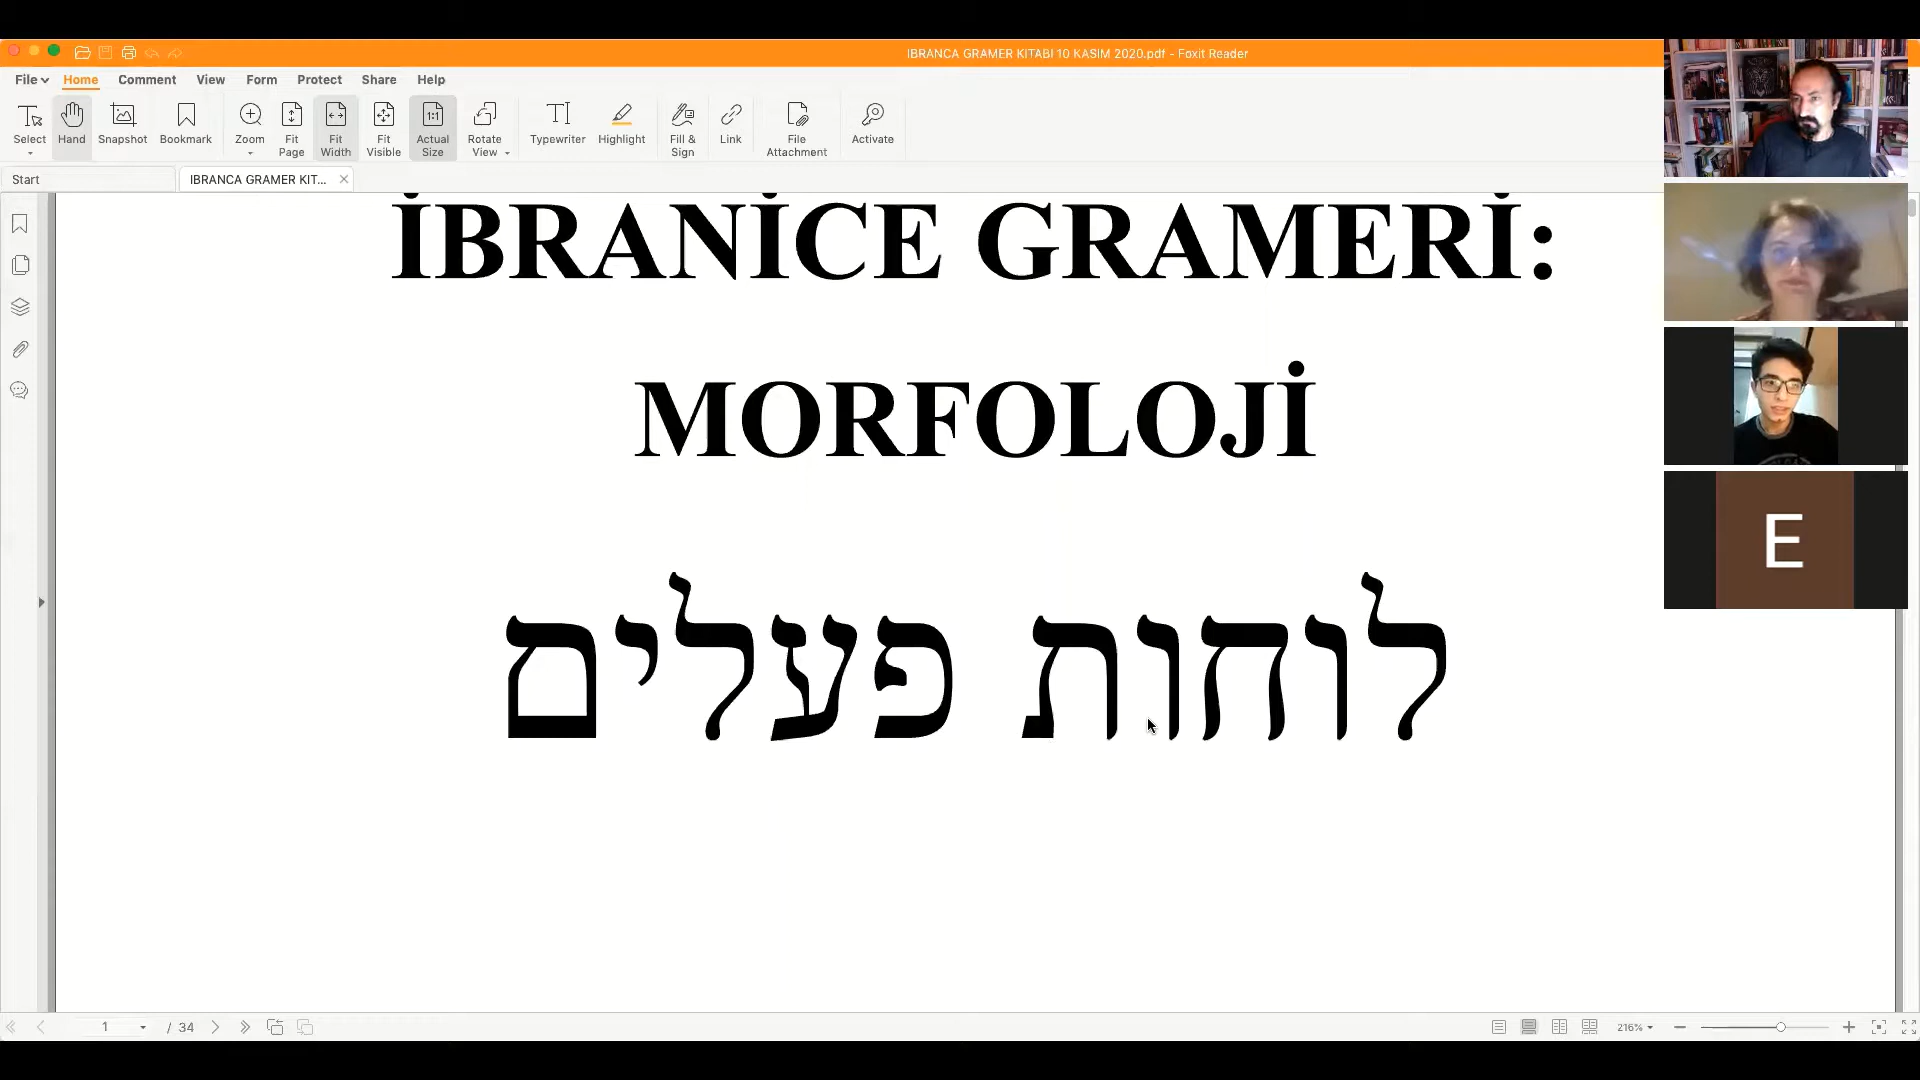 IBRANCA GRAMER KITABI 10 KASIM 2020.pdf - Foxit Reader
File Home Comment View Form Protect Share Help
Select Hand Snapshot Bookmark Zoom Fit Page Fit Width Fit Visible Actual Size Rotate View Typewriter Highlight Fill & Sign Link File Attachment Activate
Start IBRANCA GRAMER KIT...
İBRANİCE GRAMERİ:
MORFOLOJİ
לוחות פעלים
E
1 / 34 216%